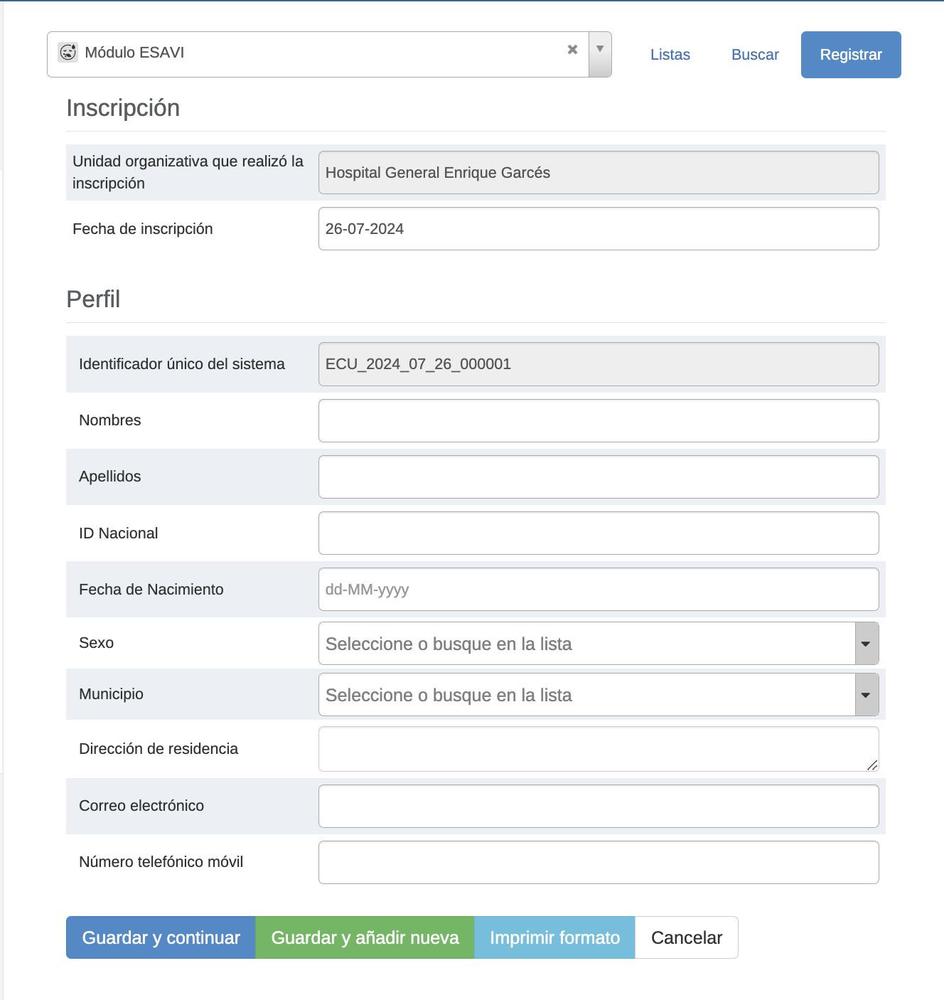 Módulo ESAVI
Listas
Buscar
Registrar
Inscripción
Unidad organizativa que realizó la
inscripción
Hospital General Enrique Garcés
Fecha de inscripción
26-07-2024
Perfil
Identificador único del sistema
ECU_2024_07_26_000001
Nombres
Apellidos
ID Nacional
Fecha de Nacimiento
dd-MM-yyyy
Sexo
Seleccione o busque en la lista
Municipio
Seleccione o busque en la lista
Dirección de residencia
Correo electrónico
Número telefónico móvil
Guardar y continuar
Guardar y añadir nueva
Imprimir formato
Cancelar